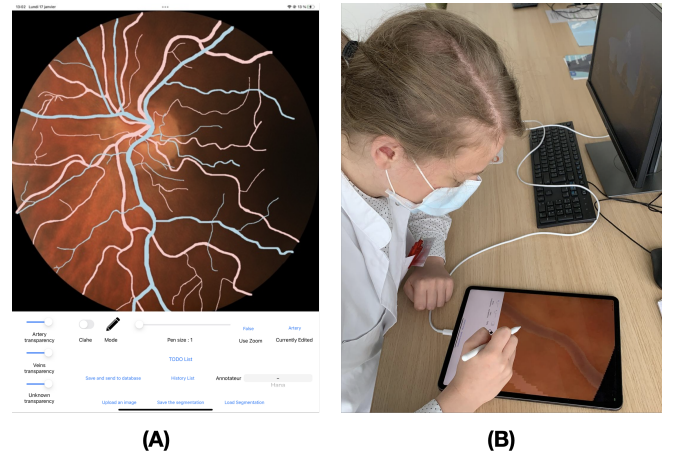 15:02 Lundi 17 janvier
False
Artery
Artery transparency
Clahe
Mode
Pen size : 1
Use Zoom
Currently Edited
TODO List
Veins transparency
Save and send to database
History List
Annotateur
-
Unknown transparency
Upload an image
Save the segmentation
Load Segmentation
(A)
(B)